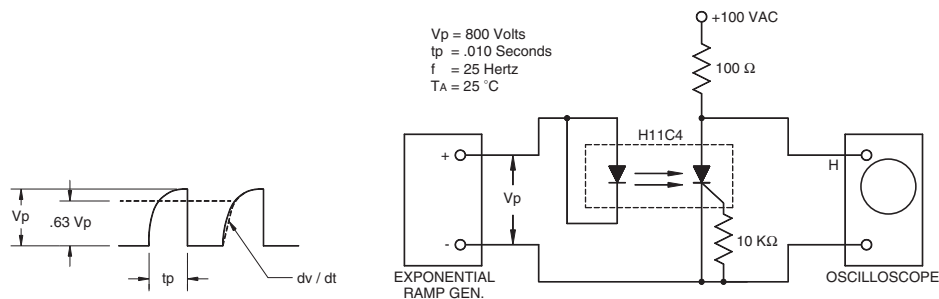 +100 VAC
Vp = 800 Volts
tp = .010 Seconds
f = 25 Hertz
TA = 25 °C
100 Ω
H11C4
+
H
Vp
Vp
.63 Vp
-
10 KΩ
tp
dv / dt
EXPONENTIAL
RAMP GEN.
OSCILLOSCOPE